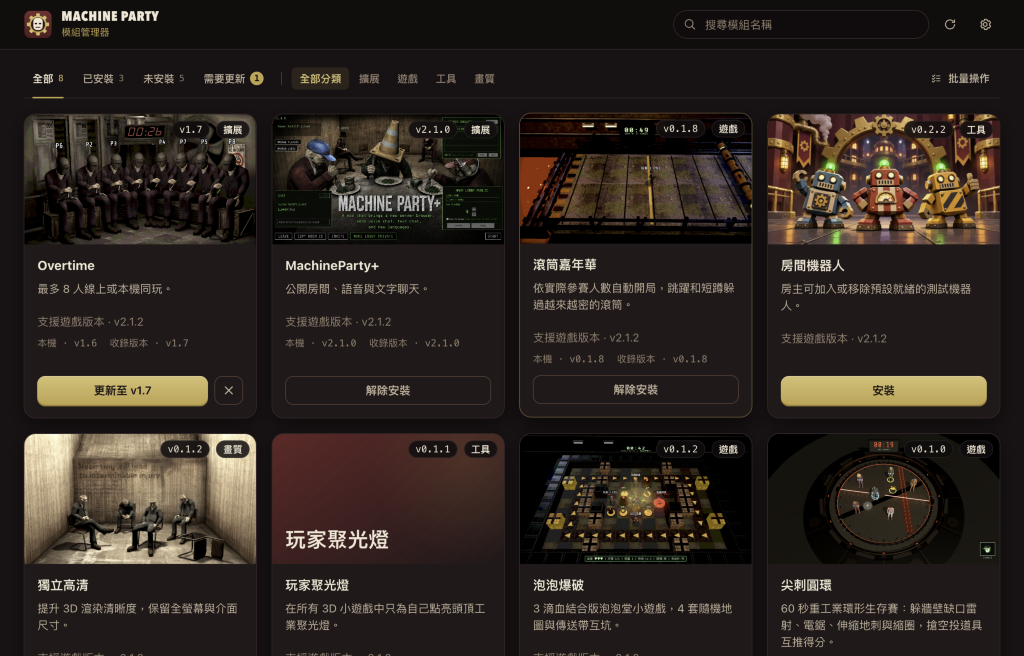 MACHINE PARTY
模組管理器
搜尋模組名稱
全部 8 已安裝 3 未安裝 5 需要更新 1 全部分類 擴展 遊戲 工具 畫質 批量操作
00:26 v1.7 擴展
P6 P2 P3 P4 P7 P5 P3
Overtime
最多 8 人線上或本機同玩。
支援遊戲版本 · v2.1.2
本機 · v1.6 收錄版本 · v1.7
更新至 v1.7
v2.1.0 擴展
MACHINE PARTY+
MachineParty+
公開房間、語音與文字聊天。
支援遊戲版本 · v2.1.2
本機 · v2.1.0 收錄版本 · v2.1.0
解除安裝
00:49 v0.1.8 遊戲
滾筒嘉年華
依實際參賽人數自動開局，跳躍和短蹲躲
過越來越密的滾筒。
支援遊戲版本 · v2.1.2
本機 · v0.1.8 收錄版本 · v0.1.8
解除安裝
v0.2.2 工具
房間機器人
房主可加入或移除預設就緒的測試機器
人。
支援遊戲版本 · v2.1.2
安裝
v0.1.2 畫質
獨立高清
提升 3D 渲染清晰度，保留全螢幕與介面
尺寸。
v0.1.1 工具
玩家聚光燈
玩家聚光燈
在所有 3D 小遊戲中只為自己點亮頭頂工
業聚光燈。
v0.1.2 遊戲
泡泡爆破
3 滴血結合版泡泡堂小遊戲，4 套隨機地
圖與傳送帶互坑。
00:19 v0.1.0 遊戲
尖刺圓環
60 秒重工業環形生存賽：躲牆壁缺口雷
射、電鋸、伸縮地刺與縮圈，搶空投道具
互推得分。